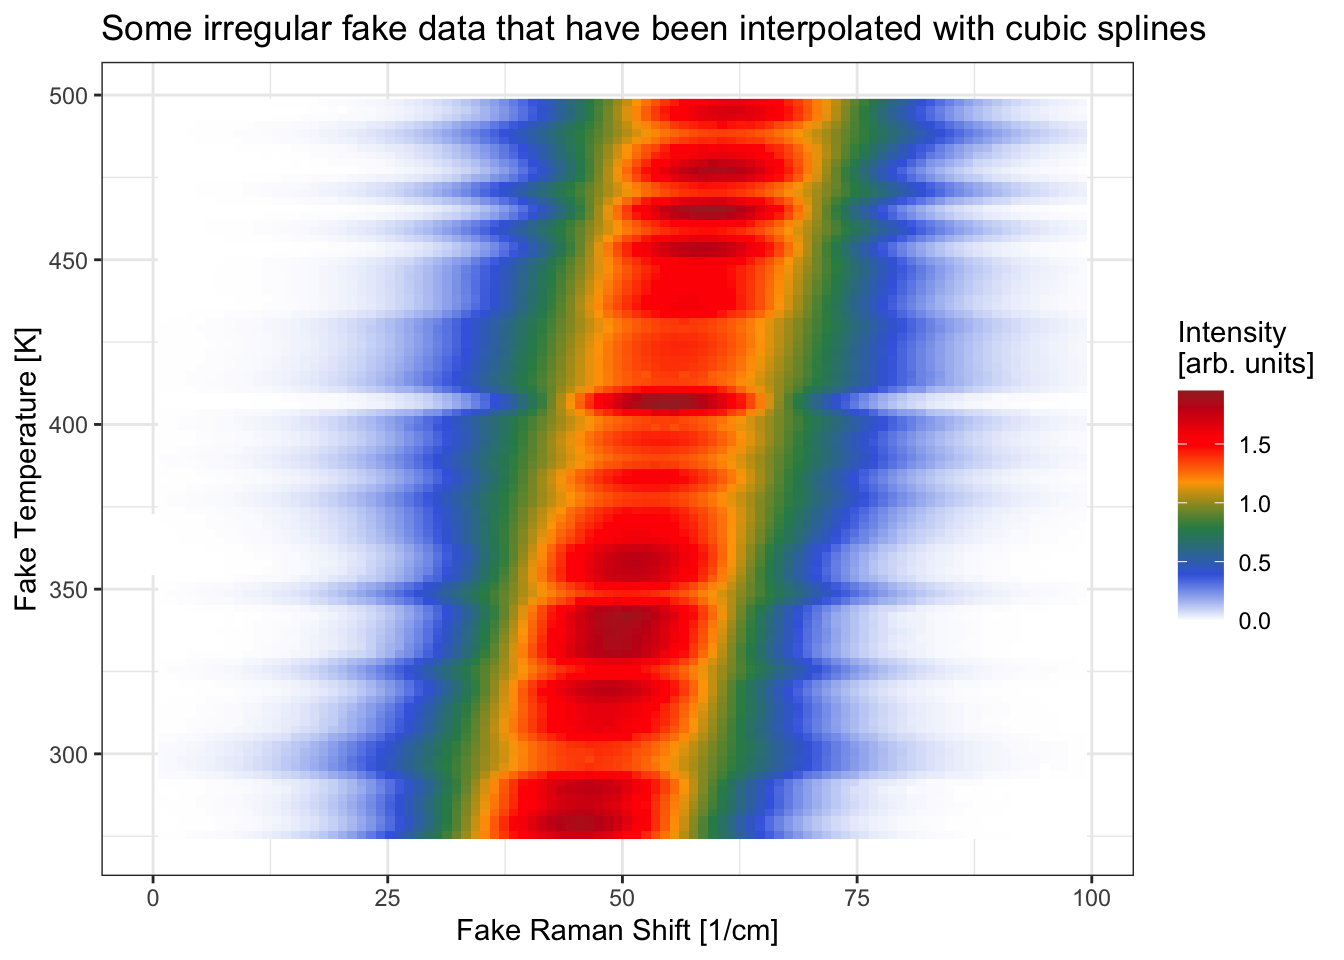 Some irregular fake data that have been interpolated with cubic splines
500
450
400
350
300
Fake Temperature [K]
0
25
50
75
100
Fake Raman Shift [1/cm]
Intensity
[arb. units]
1.5
1.0
0.5
0.0